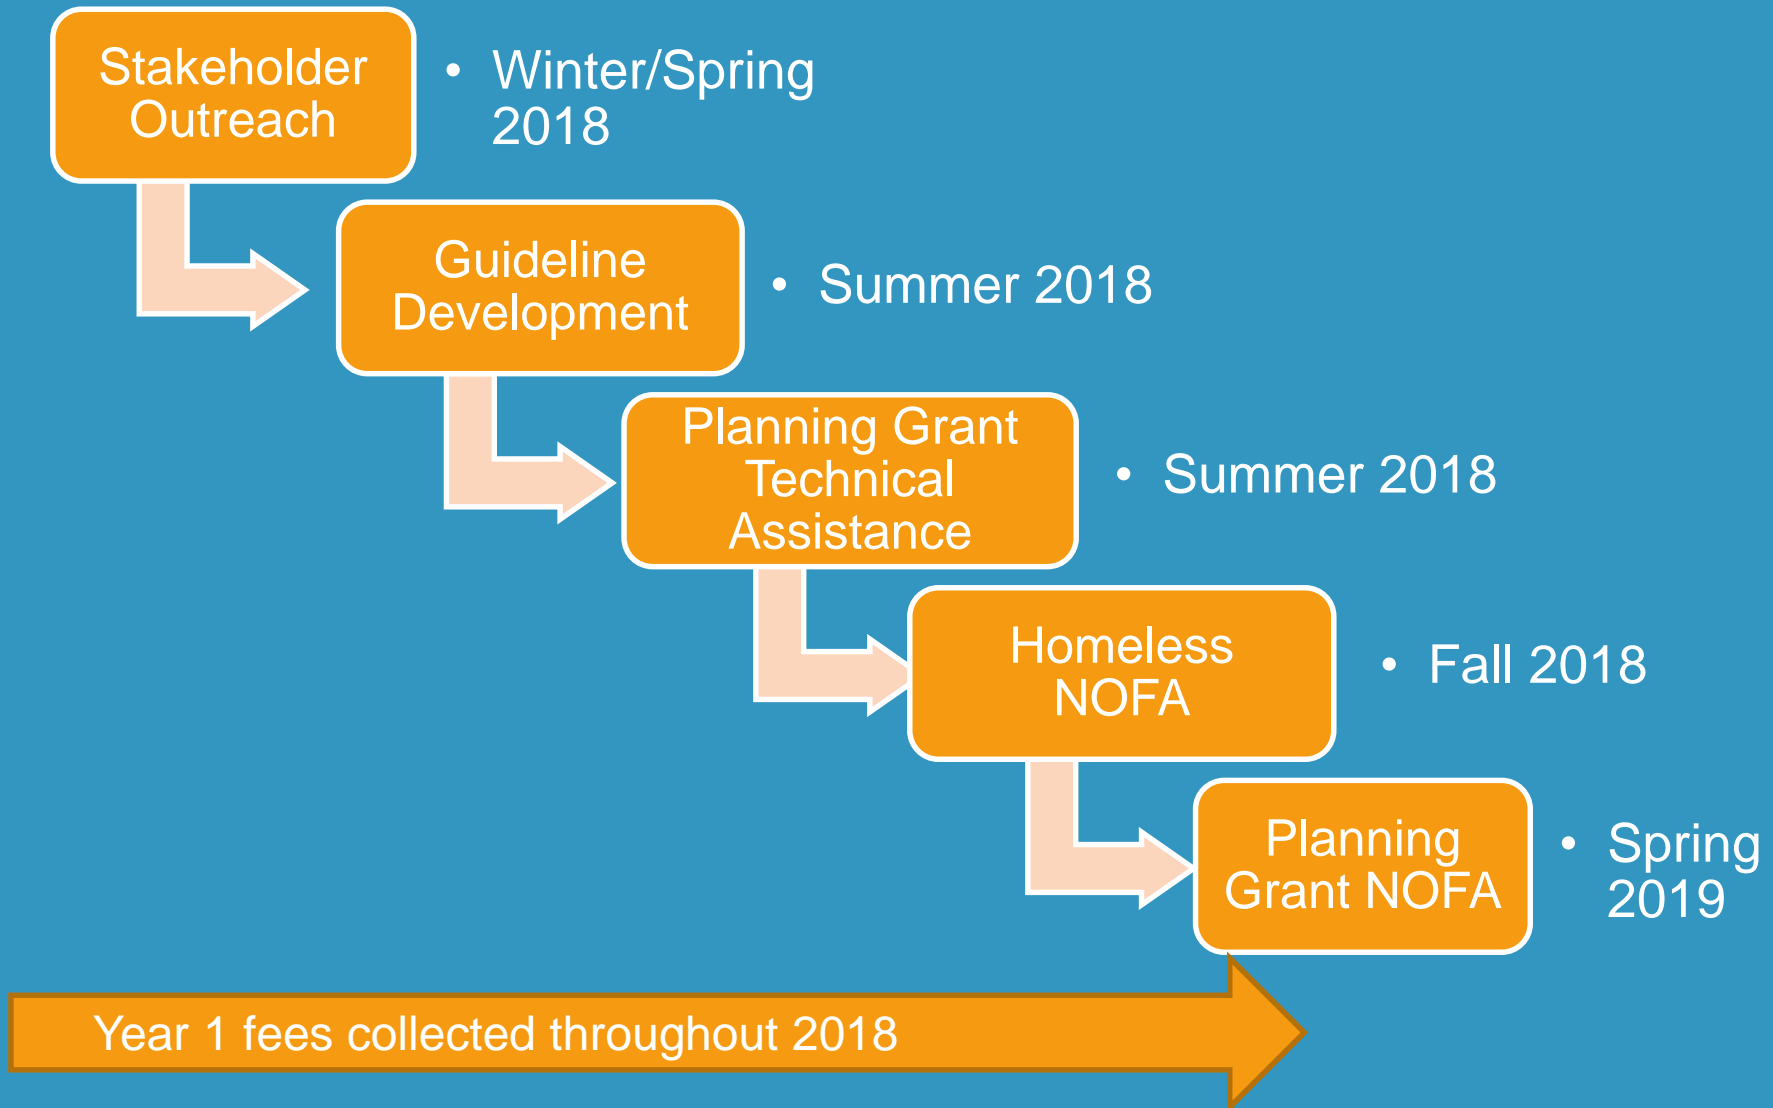 Stakeholder
Outreach
• Winter/Spring
2018
Guideline
Development
• Summer 2018
Planning Grant
Technical
Assistance
• Summer 2018
Homeless
NOFA
• Fall 2018
Planning
Grant NOFA
• Spring
2019
Year 1 fees collected throughout 2018